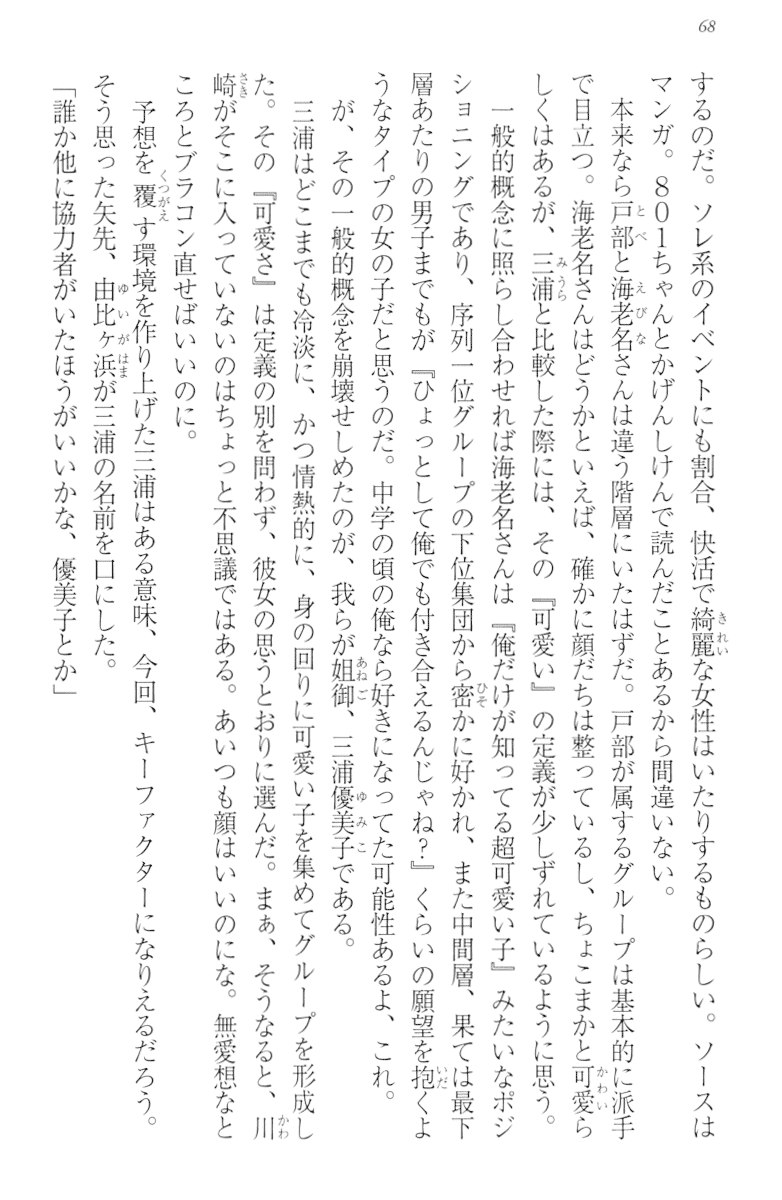 68
するのだ。ソレ系のイベントにも割合、快活で綺麗な女性はいたりするものらしい。ソースは
マンガ。801ちゃんとかげんしけんで読んだことあるから間違いない。
本来なら戸部と海老名さんは違う階層にいたはずだ。戸部が属するグループは基本的に派手
で目立つ。海老名さんはどうかといえば、確かに顔だちは整っているし、ちょこまかと可愛ら
しくはあるが、三浦と比較した際には、その『可愛い』の定義が少しずれているように思う。
一般的概念に照らし合わせれば海老名さんは『俺だけが知ってる超可愛い子』みたいなポジ
ショニングであり、序列一位グループの下位集団から密かに好かれ、また中間層、果ては最下
層あたりの男子までもが『ひょっとして俺でも付き合えるんじゃね?』くらいの願望を抱くよ
うなタイプの女の子だと思うのだ。中学の頃の俺なら好きになってた可能性あるよ、これ。
が、その一般的概念を崩壊せしめたのが、我らが姐御、三浦優美子である。
三浦はどこまでも冷淡に、かつ情熱的に、身の回りに可愛い子を集めてグループを形成し
た。その『可愛さ』は定義の別を問わず、彼女の思うとおりに選んだ。まぁ、そうなると、川
崎がそこに入っていないのはちょっと不思議ではある。あいつも顔はいいのにな。無愛想なと
ころとブラコン直せばいいのに。
予想を覆す環境を作り上げた三浦はある意味、今回、キーファクターになりえるだろう。
そう思った矢先、由比ヶ浜が三浦の名前を口にした。
「誰か他に協力者がいたほうがいいかな、優美子とか」